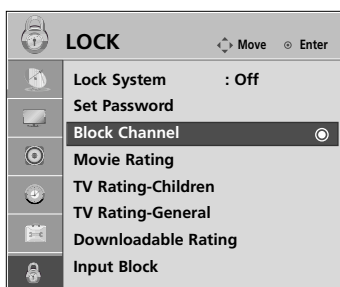 LOCK Move Enter
Lock System : Off
Set Password
Block Channel
Movie Rating
TV Rating-Children
TV Rating-General
Downloadable Rating
Input Block